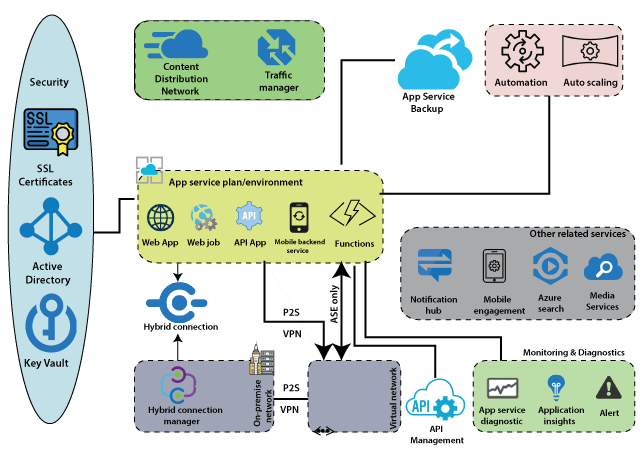 Security
SSL
SSL
Certificates
Active
Directory
Key Vault
Content
Distribution
Network
Traffic
manager
App Service
Backup
Automation
Auto scaling
App service plan/environment
Web App
Web job
API
API App
Mobile backend
service
Functions
Other related services
Notification
hub
Mobile
engagement
Azure
search
Media
Services
Hybrid connection
P2S
VPN
ASE only
Hybrid connection
manager
On-premise
network
P2S
VPN
Virtual network
API
API
Management
Monitoring & Diagnostics
App service
diagnostic
Application
insights
Alert